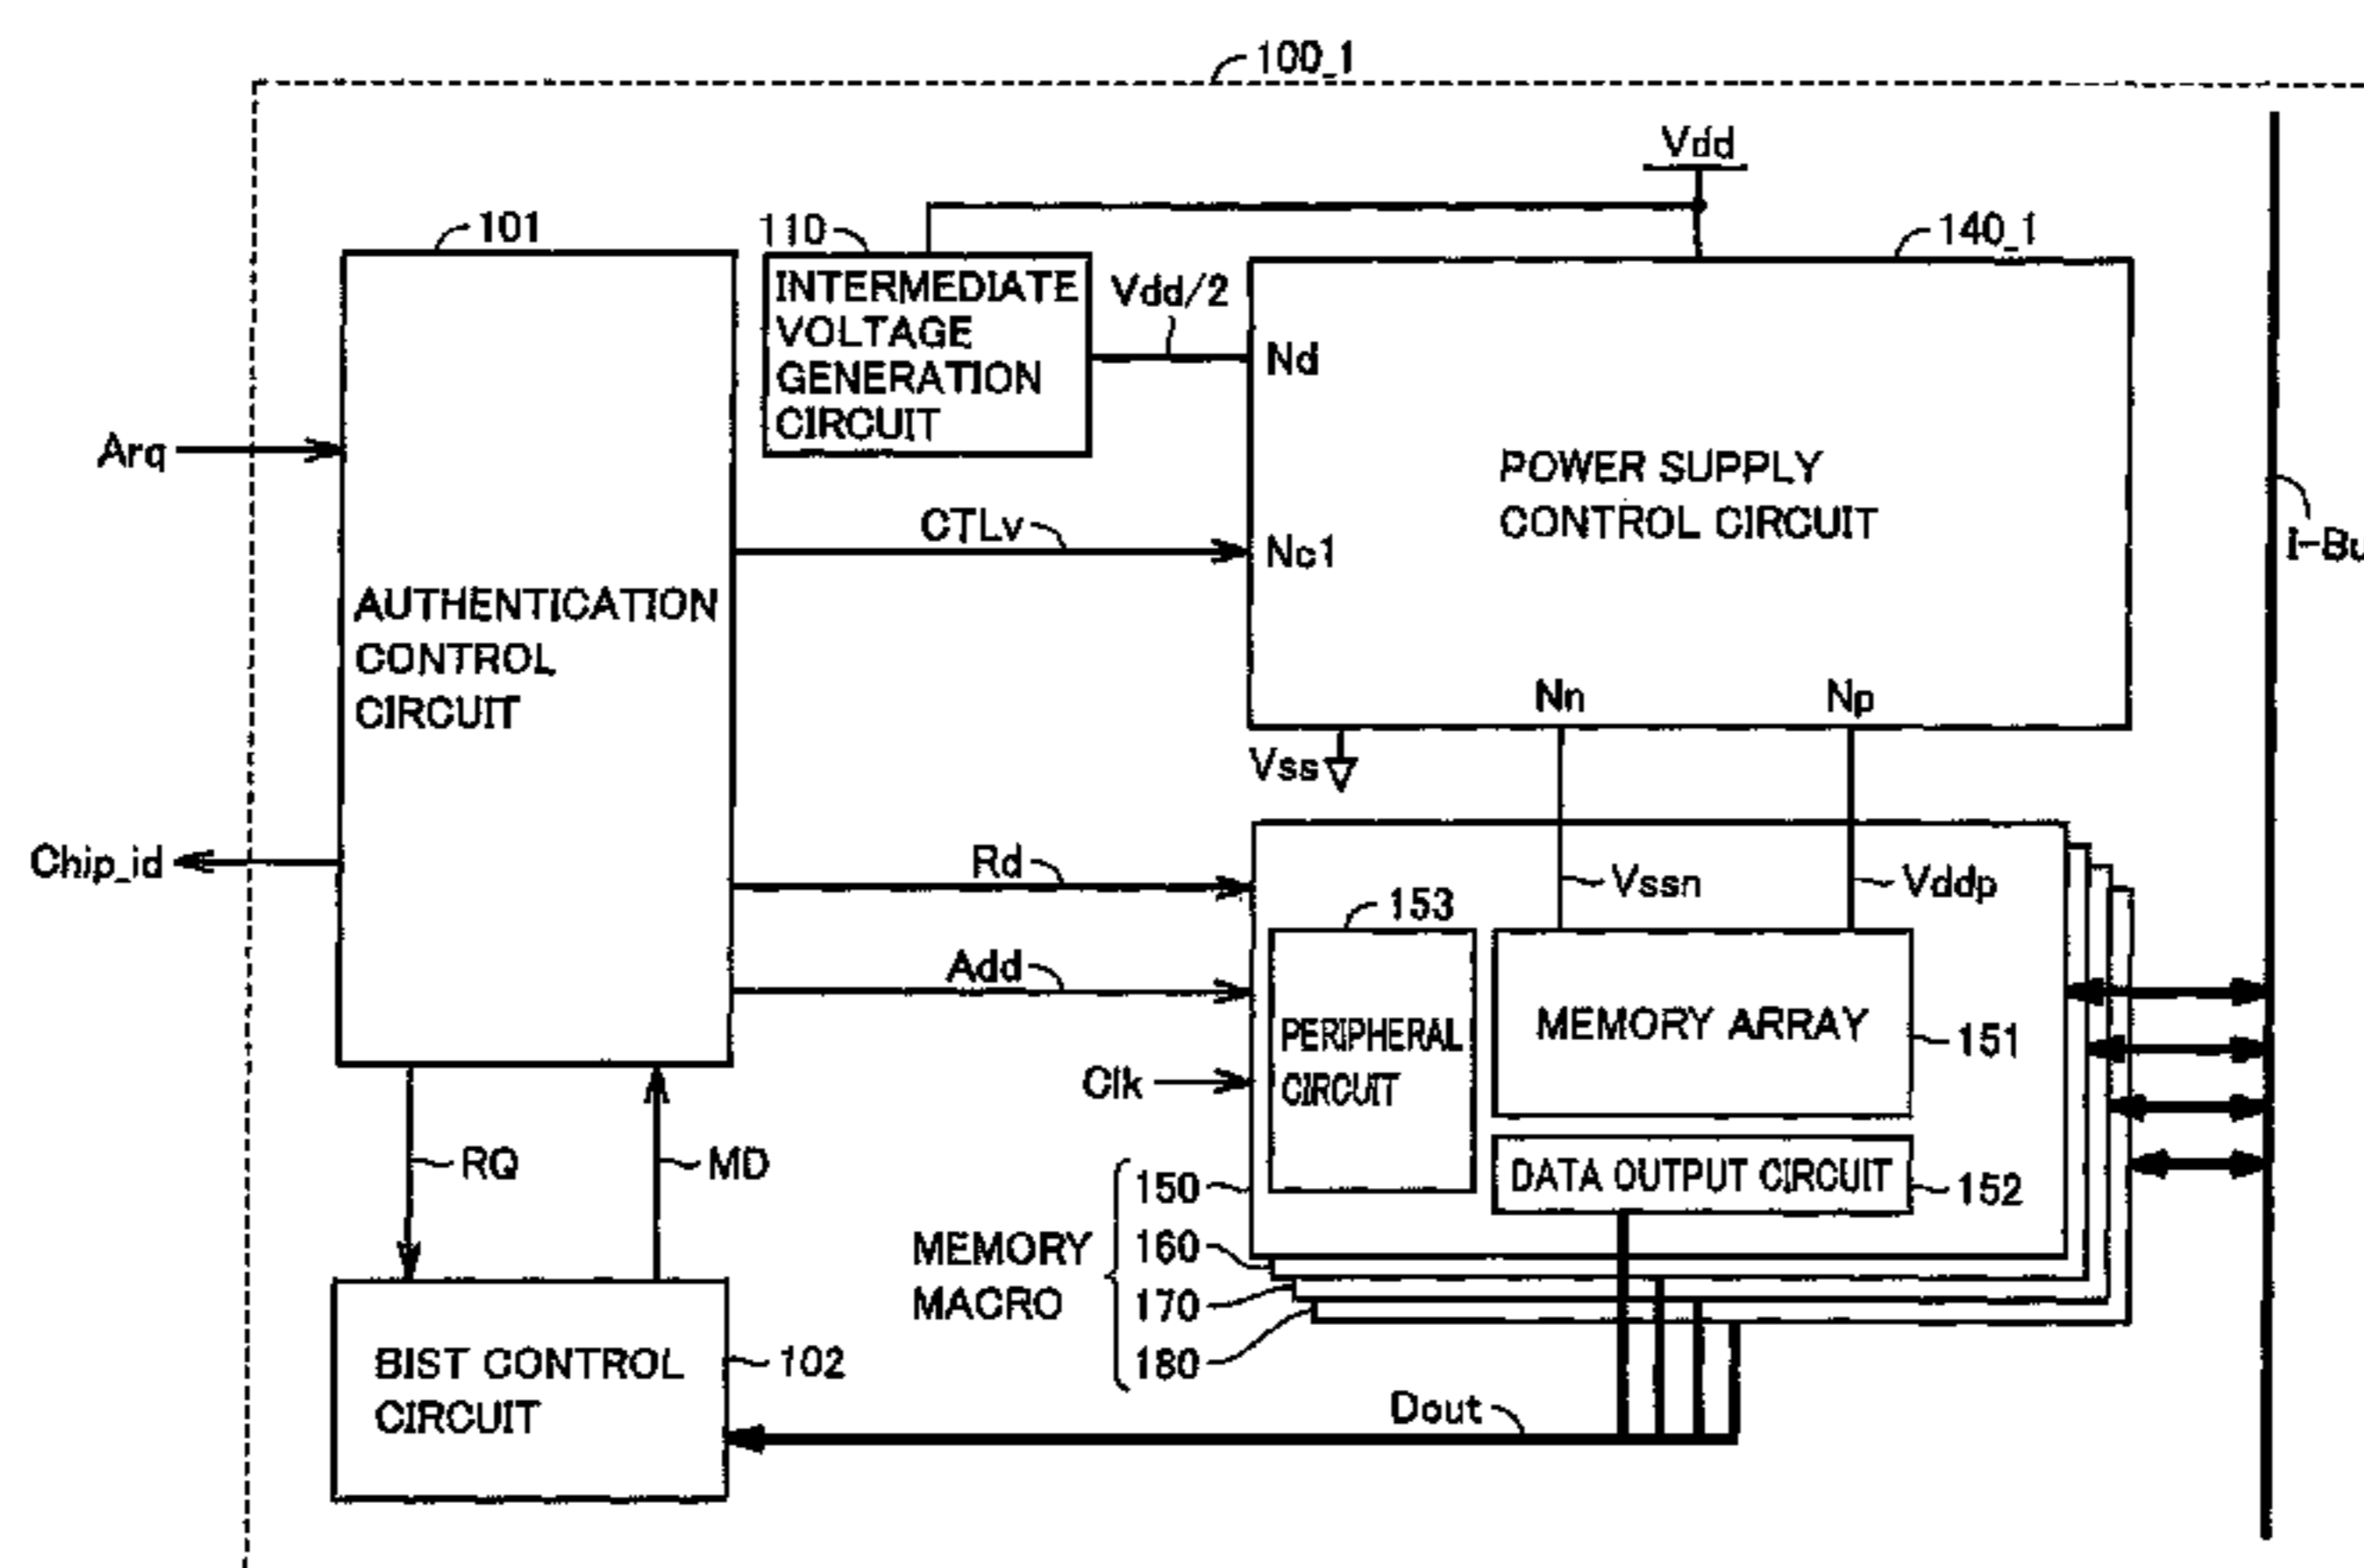 100_1
Vdd
101
110
140_1
INTERMEDIATE
VOLTAGE
GENERATION
CIRCUIT
Vdd/2
Nd
Arq
POWER SUPPLY
CONTROL CIRCUIT
CTLv
Nc1
i-Bu
AUTHENTICATION
CONTROL
CIRCUIT
Nn
Np
Vss
Chip_id
Rd
Vssn
Vddp
153
Add
PERIPHERAL
CIRCUIT
MEMORY ARRAY
151
Clk
RQ
MD
DATA OUTPUT CIRCUIT
152
MEMORY
MACRO
150
160
170
180
BIST CONTROL
CIRCUIT
102
Dout